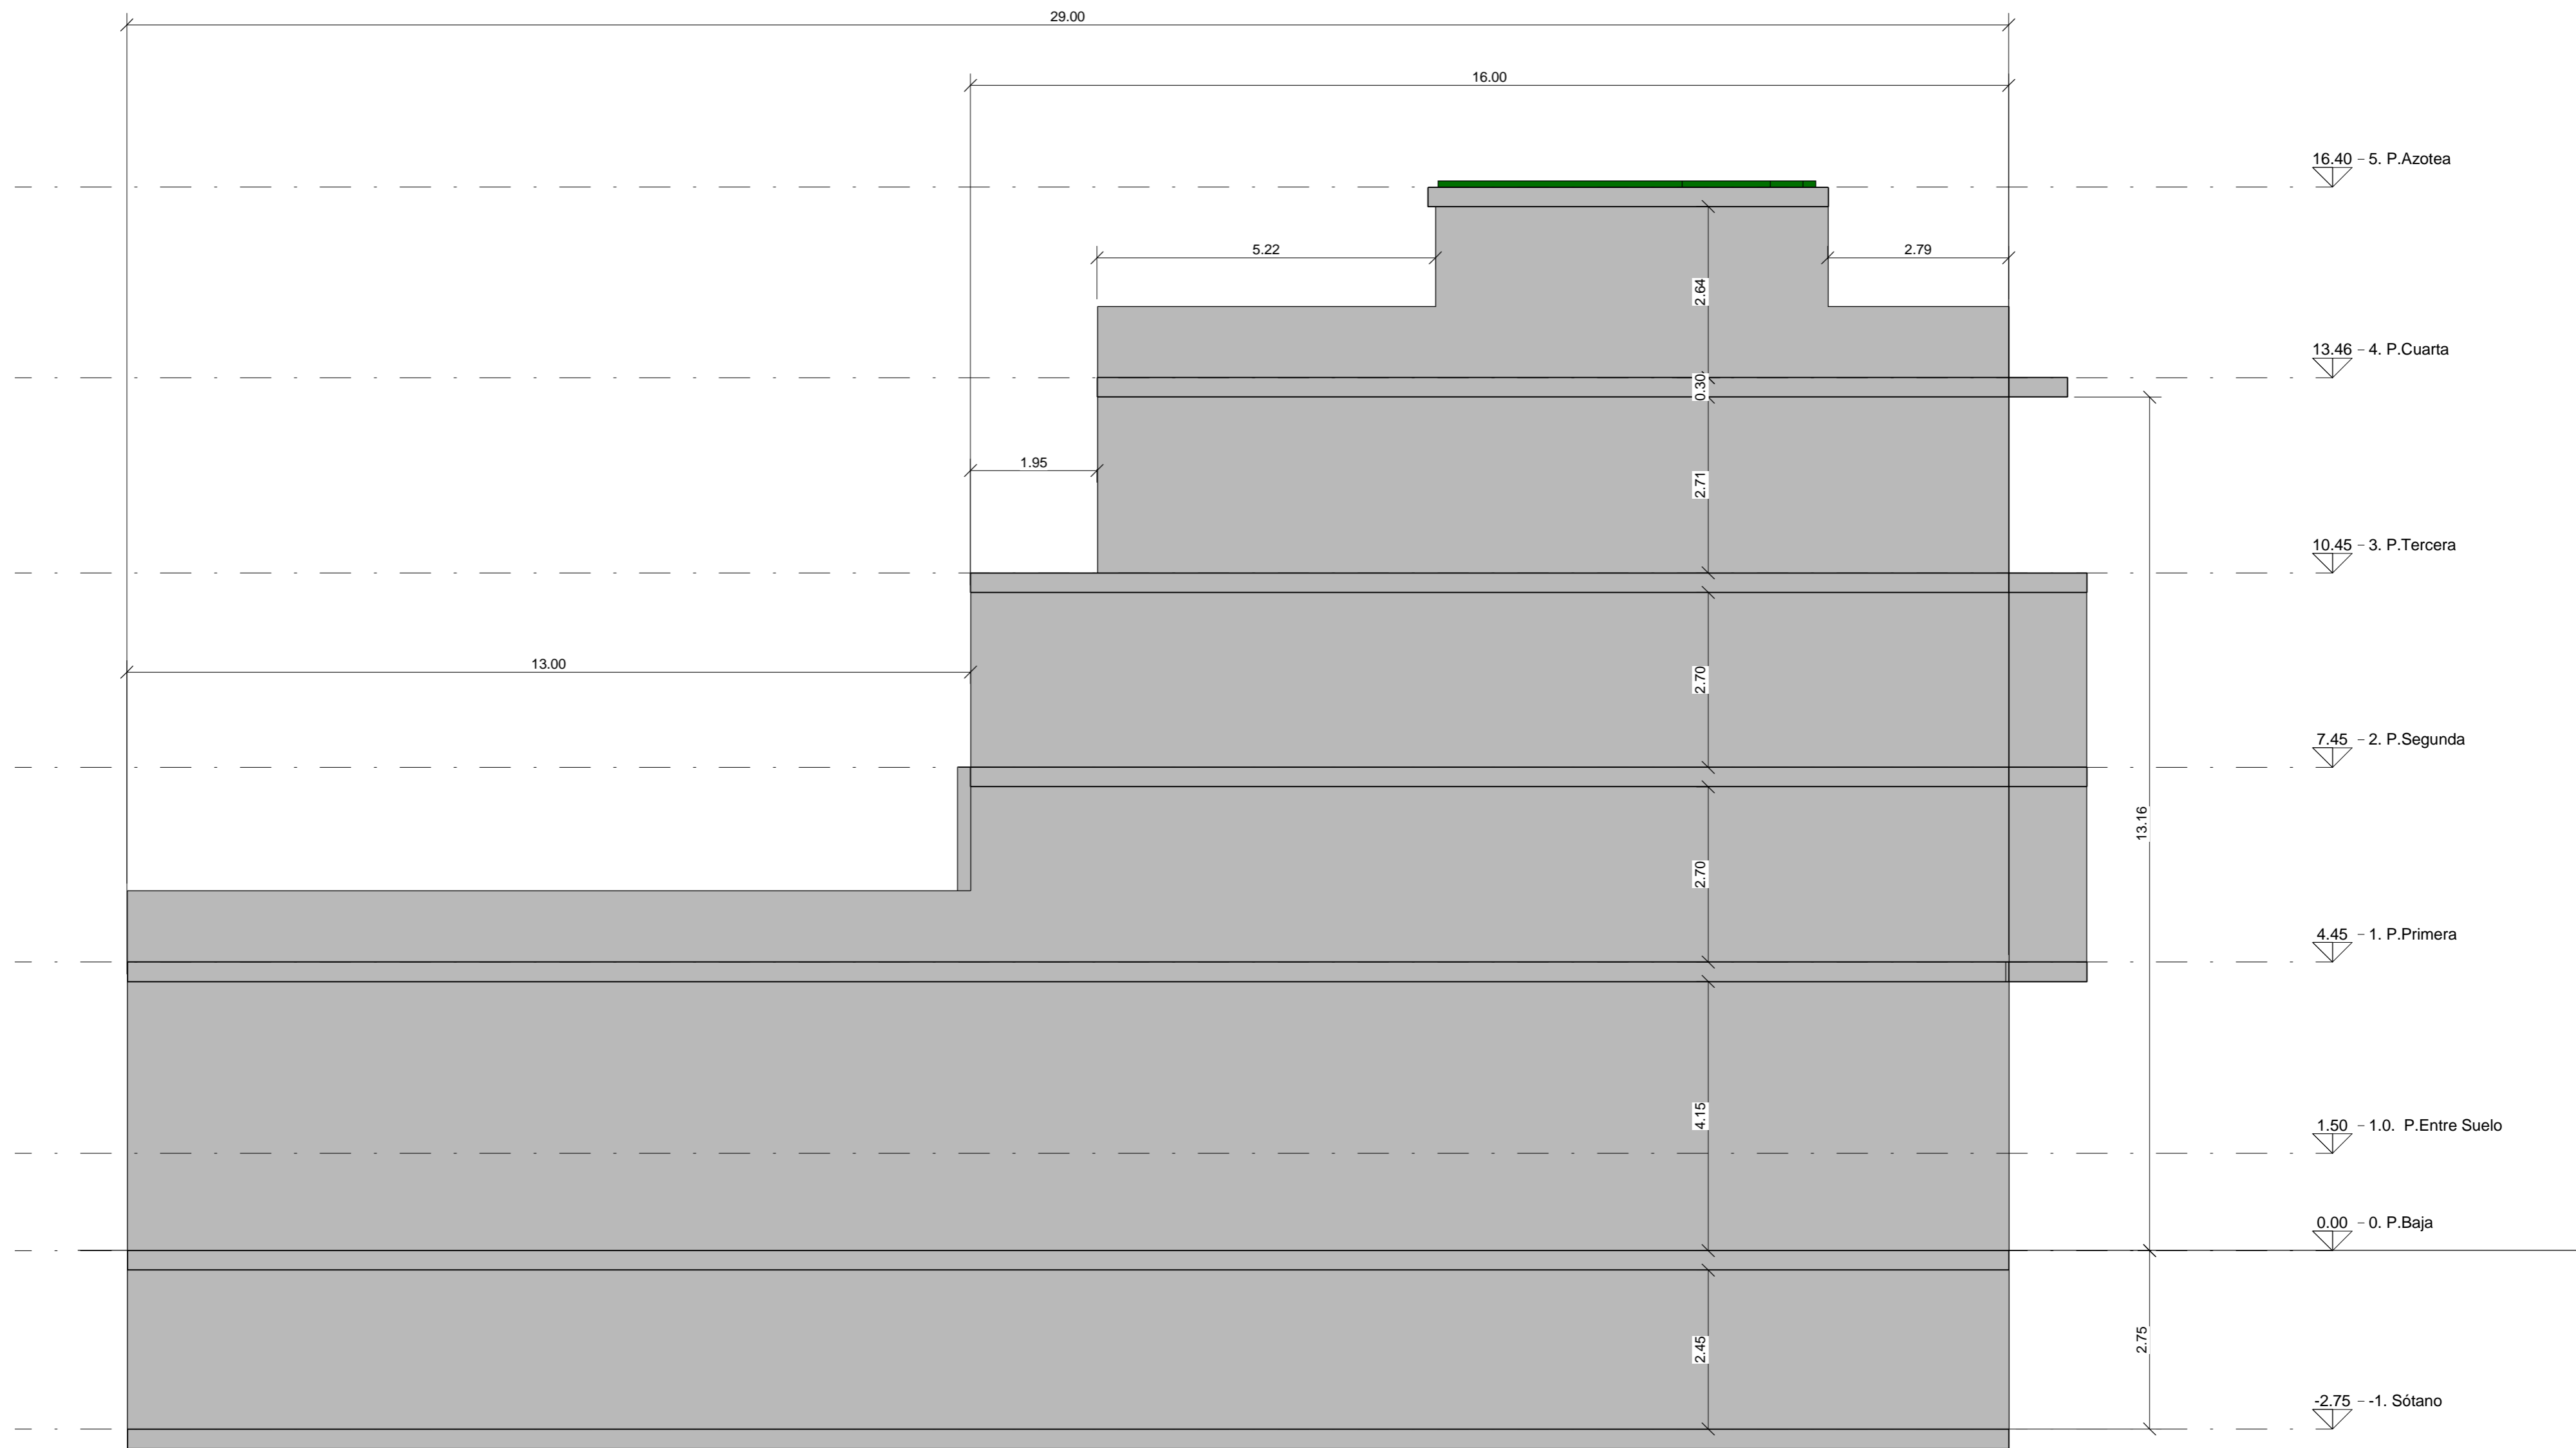 29.00
16.00
16.40 – 5. P.Azotea
5.22
2.79
2.64
13.46 – 4. P.Cuarta
0.30
1.95
2.71
10.45 – 3. P.Tercera
13.00
2.70
7.45 – 2. P.Segunda
13.16
2.70
4.45 – 1. P.Primera
4.15
1.50 – 1.0. P.Entre Suelo
0.00 – 0. P.Baja
2.45
2.75
-2.75 – -1. Sótano